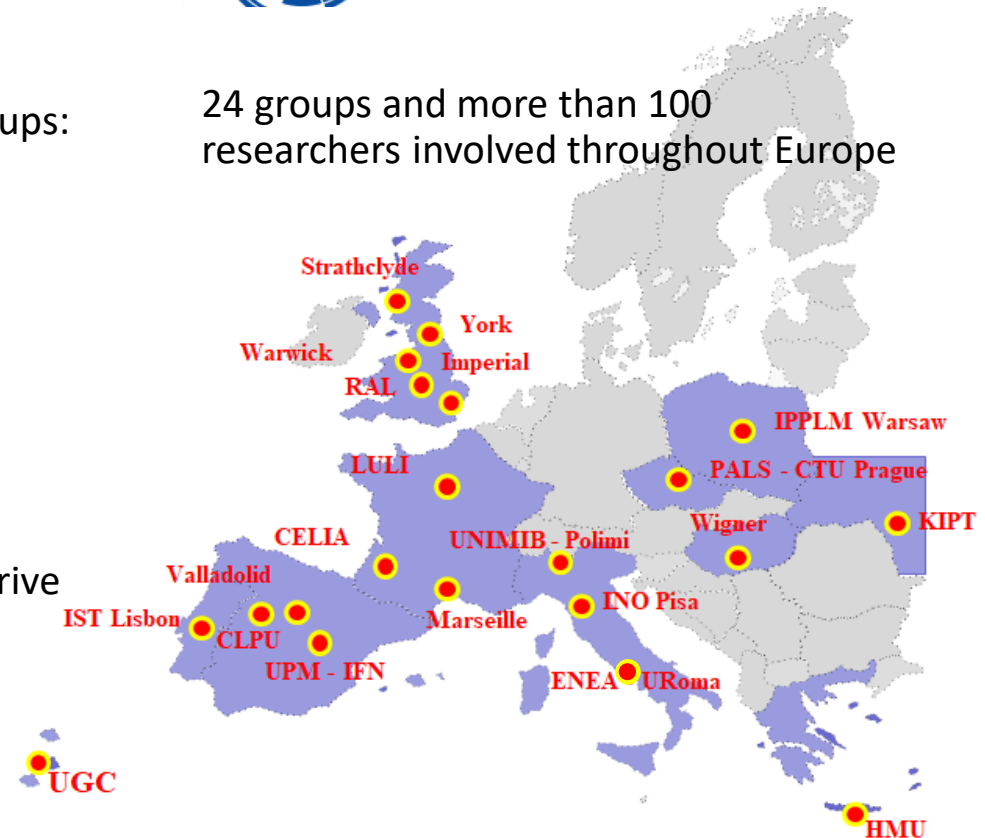 ups:
24 groups and more than 100
researchers involved throughout Europe
Strathclyde
York
Warwick
Imperial
RAL
IPPLM Warsaw
LULI
PALS - CTU Prague
Wigner
KIPT
CELIA
UNIMIB - Polimi
Valladolid
rive
INO Pisa
IST Lisbon
Marseille
CLPU
UPM - IFN
ENEA
URoma
UGC
HMU